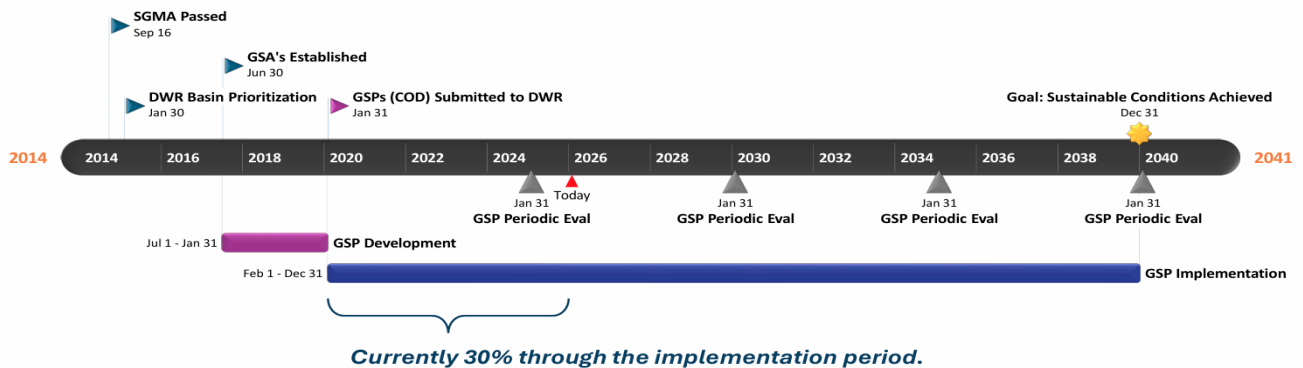 SGMA Passed
Sep 16
GSA's Established
Jun 30
DWR Basin Prioritization
Jan 30
GSPs (COD) Submitted to DWR
Jan 31
Goal: Sustainable Conditions Achieved
Dec 31
2014
2014 2016 2018 2020 2022 2024 2026 2028 2030 2032 2034 2036 2038 2040
2041
Today
Jan 31
GSP Periodic Eval
Jan 31
GSP Periodic Eval
Jan 31
GSP Periodic Eval
Jan 31
GSP Periodic Eval
Jul 1 - Jan 31
GSP Development
Feb 1 - Dec 31
GSP Implementation
Currently 30% through the implementation period.